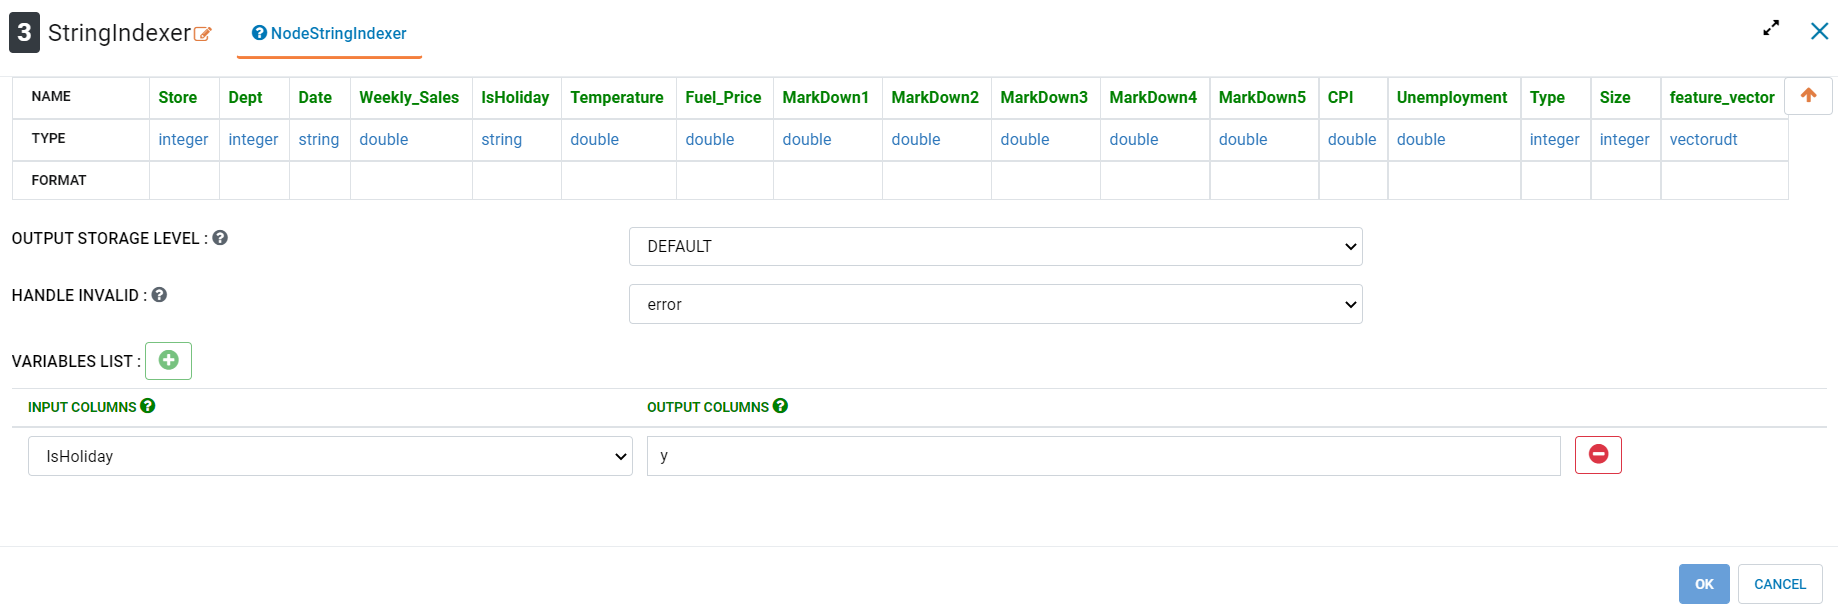 3 StringIndexer NodeStringIndexer
NAME Store Dept Date Weekly_Sales IsHoliday Temperature Fuel_Price MarkDown1 MarkDown2 MarkDown3 MarkDown4 MarkDown5 CPI Unemployment Type Size feature_vector
TYPE integer integer string double string double double double double double double double double double integer integer vectorudt
FORMAT
OUTPUT STORAGE LEVEL :
DEFAULT
HANDLE INVALID :
error
VARIABLES LIST :
INPUT COLUMNS OUTPUT COLUMNS
IsHoliday y
OK CANCEL